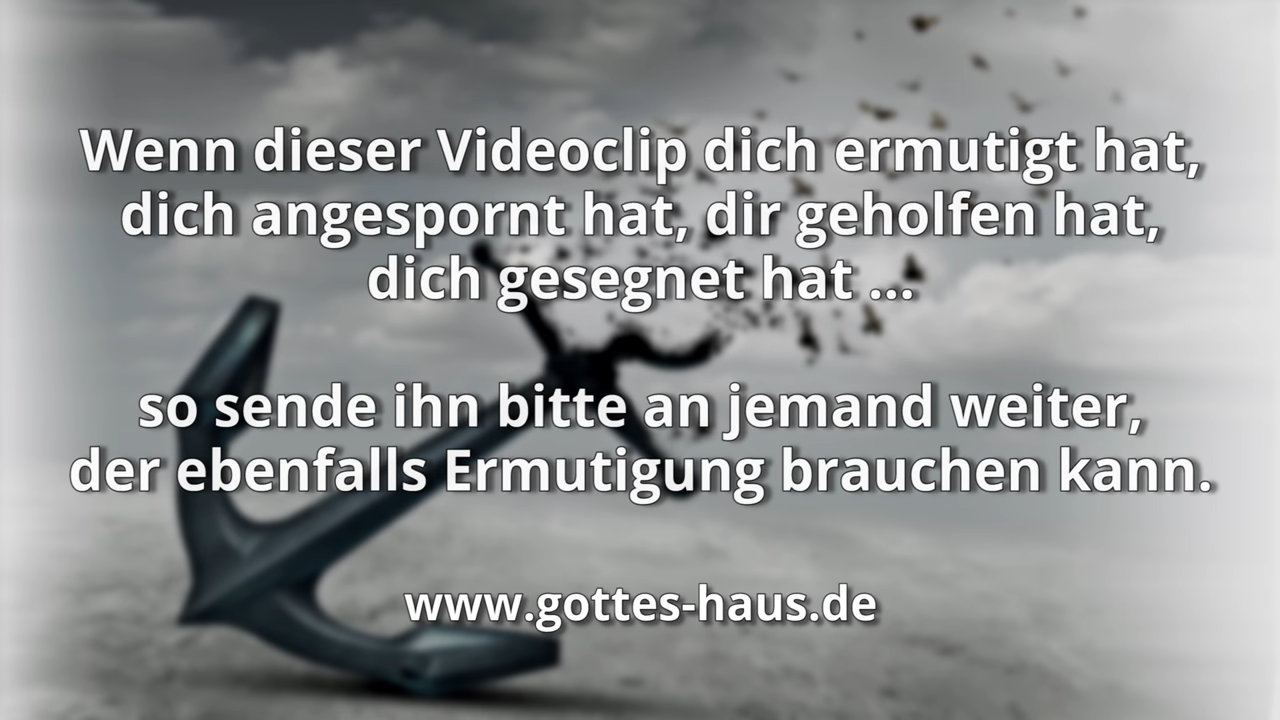 Wenn dieser Videoclip dich ermutigt hat,
dich angespornt hat, dir geholfen hat,
dich gesegnet hat ...
so sende ihn bitte an jemand weiter,
der ebenfalls Ermutigung brauchen kann.
www.gottes-haus.de